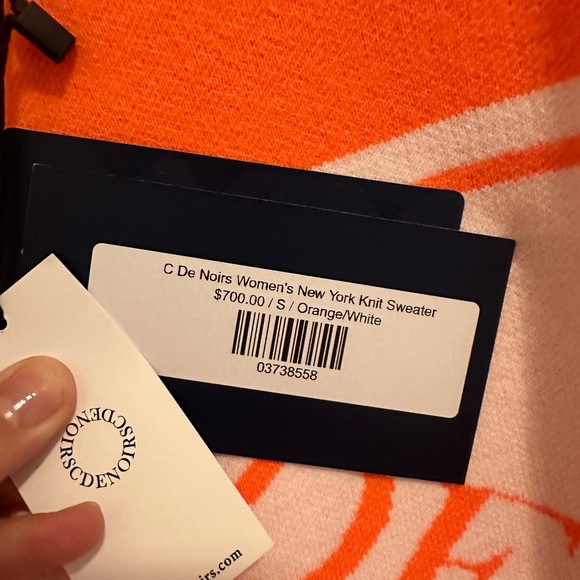 C De Noirs Women's New York Knit Sweater
$700.00 / S / Orange/White
03738558
CDENOIRSCDENOIRS
irs.com